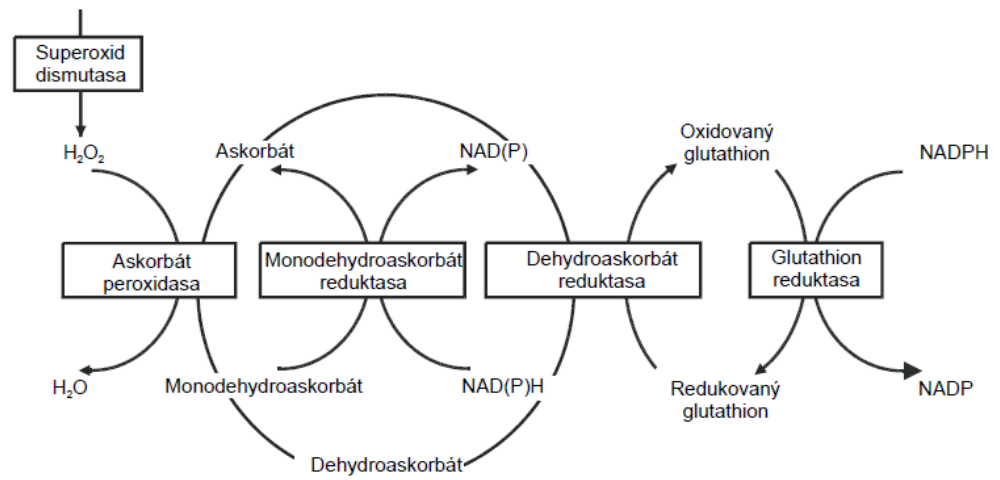 Superoxid
dismutasa
H₂O₂
Askorbát
NAD(P)
Oxidovaný
glutathion
NADPH
Askorbát
peroxidasa
Monodehydroaskorbát
reduktasa
Dehydroaskorbát
reduktasa
Glutathion
reduktasa
H₂O
Monodehydroaskorbát
NAD(P)H
Redukovaný
glutathion
NADP
Dehydroaskorbát